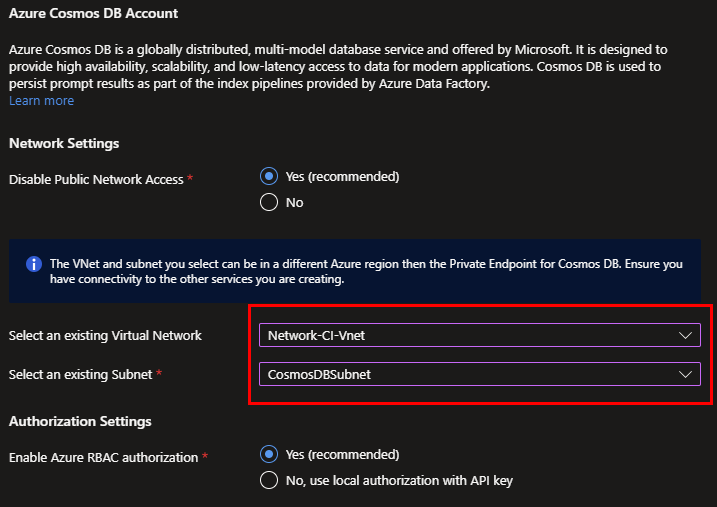 Azure Cosmos DB Account
Azure Cosmos DB is a globally distributed, multi-model database service and offered by Microsoft. It is designed to
provide high availability, scalability, and low-latency access to data for modern applications. Cosmos DB is used to
persist prompt results as part of the index pipelines provided by Azure Data Factory.
Learn more
Network Settings
Disable Public Network Access *
Yes (recommended)
No
The VNet and subnet you select can be in a different Azure region then the Private Endpoint for Cosmos DB. Ensure you
have connectivity to the other services you are creating.
Select an existing Virtual Network
Network-CI-Vnet
Select an existing Subnet *
CosmosDBSubnet
Authorization Settings
Enable Azure RBAC authorization *
Yes (recommended)
No, use local authorization with API key